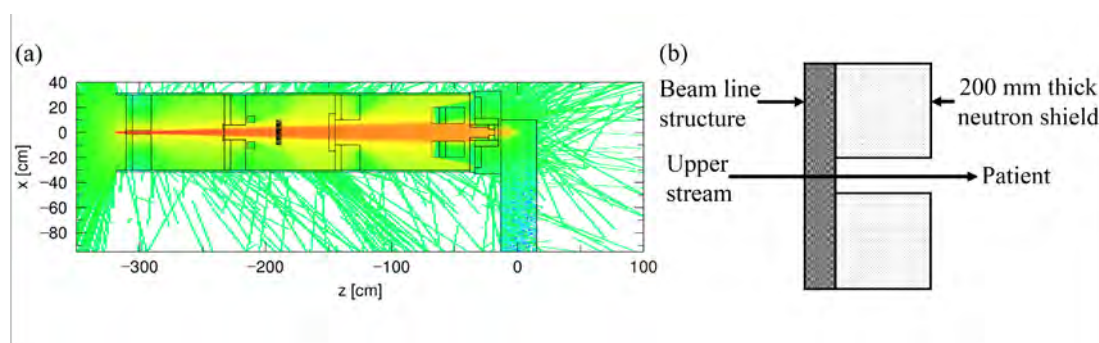 (a)
40
20
0
−20
−40
−60
−80
x [cm]
−300
−200
−100
0
100
z [cm]
(b)
Beam line
structure
200 mm thick
neutron shield
Upper
stream
Patient